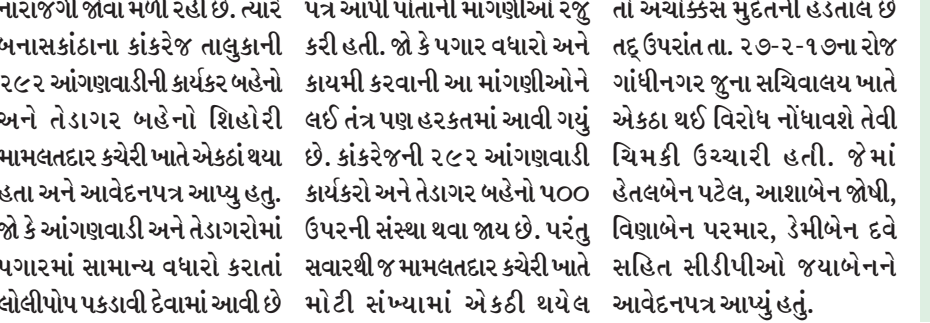 નારાજગી જોવા મળી રહી છે. ત્યારે
બનાસકાંઠાના કાંકરેજ તાલુકાની
૨૯૨ આંગણવાડીની કાર્યકર બહેનો
અને તેડાગર બહેનો શિહોરી
મામલતદાર કચેરી ખાતે એકઠાં થયા
હતા અને આવેદનપત્ર આપ્યુ હતુ.
જો કે આંગણવાડી અને તેડાગરોમાં
પગારમાં સામાન્ય વધારો કરાતાં
લોલીપોપ પકડાવી દેવામાં આવી છે
પત્ર આપી પોતાની માગણીઓ રજુ
કરી હતી. જો કે પગાર વધારો અને
કાયમી કરવાની આ માંગણીઓને
લઈ તંત્ર પણ હરકતમાં આવી ગયું
છે. કાંકરેજની ૨૯૨ આંગણવાડી
કાર્યકરો અને તેડાગર બહેનો ૫૦૦
ઉપરની સંસ્થા થવા જાય છે. પરંતુ
સવારથી જ મામલતદાર કચેરી ખાતે
મોટી સંખ્યામાં એકઠી થયેલ
તો અચોક્કસ મુદતની હડતાલ છે
તદ્ ઉપરાંત તા. ૨૭-૨-૧૭ના રોજ
ગાંધીનગર જુના સચિવાલય ખાતે
એકઠા થઈ વિરોધ નોંધાવશે તેવી
ચિમકી ઉચ્ચારી હતી. જેમાં
હેતલબેન પટેલ, આશાબેન જોષી,
વિણાબેન પરમાર, ડેમીબેન દવે
સહિત સીડીપીઓ જયાબેનને
આવેદનપત્ર આપ્યું હતું.